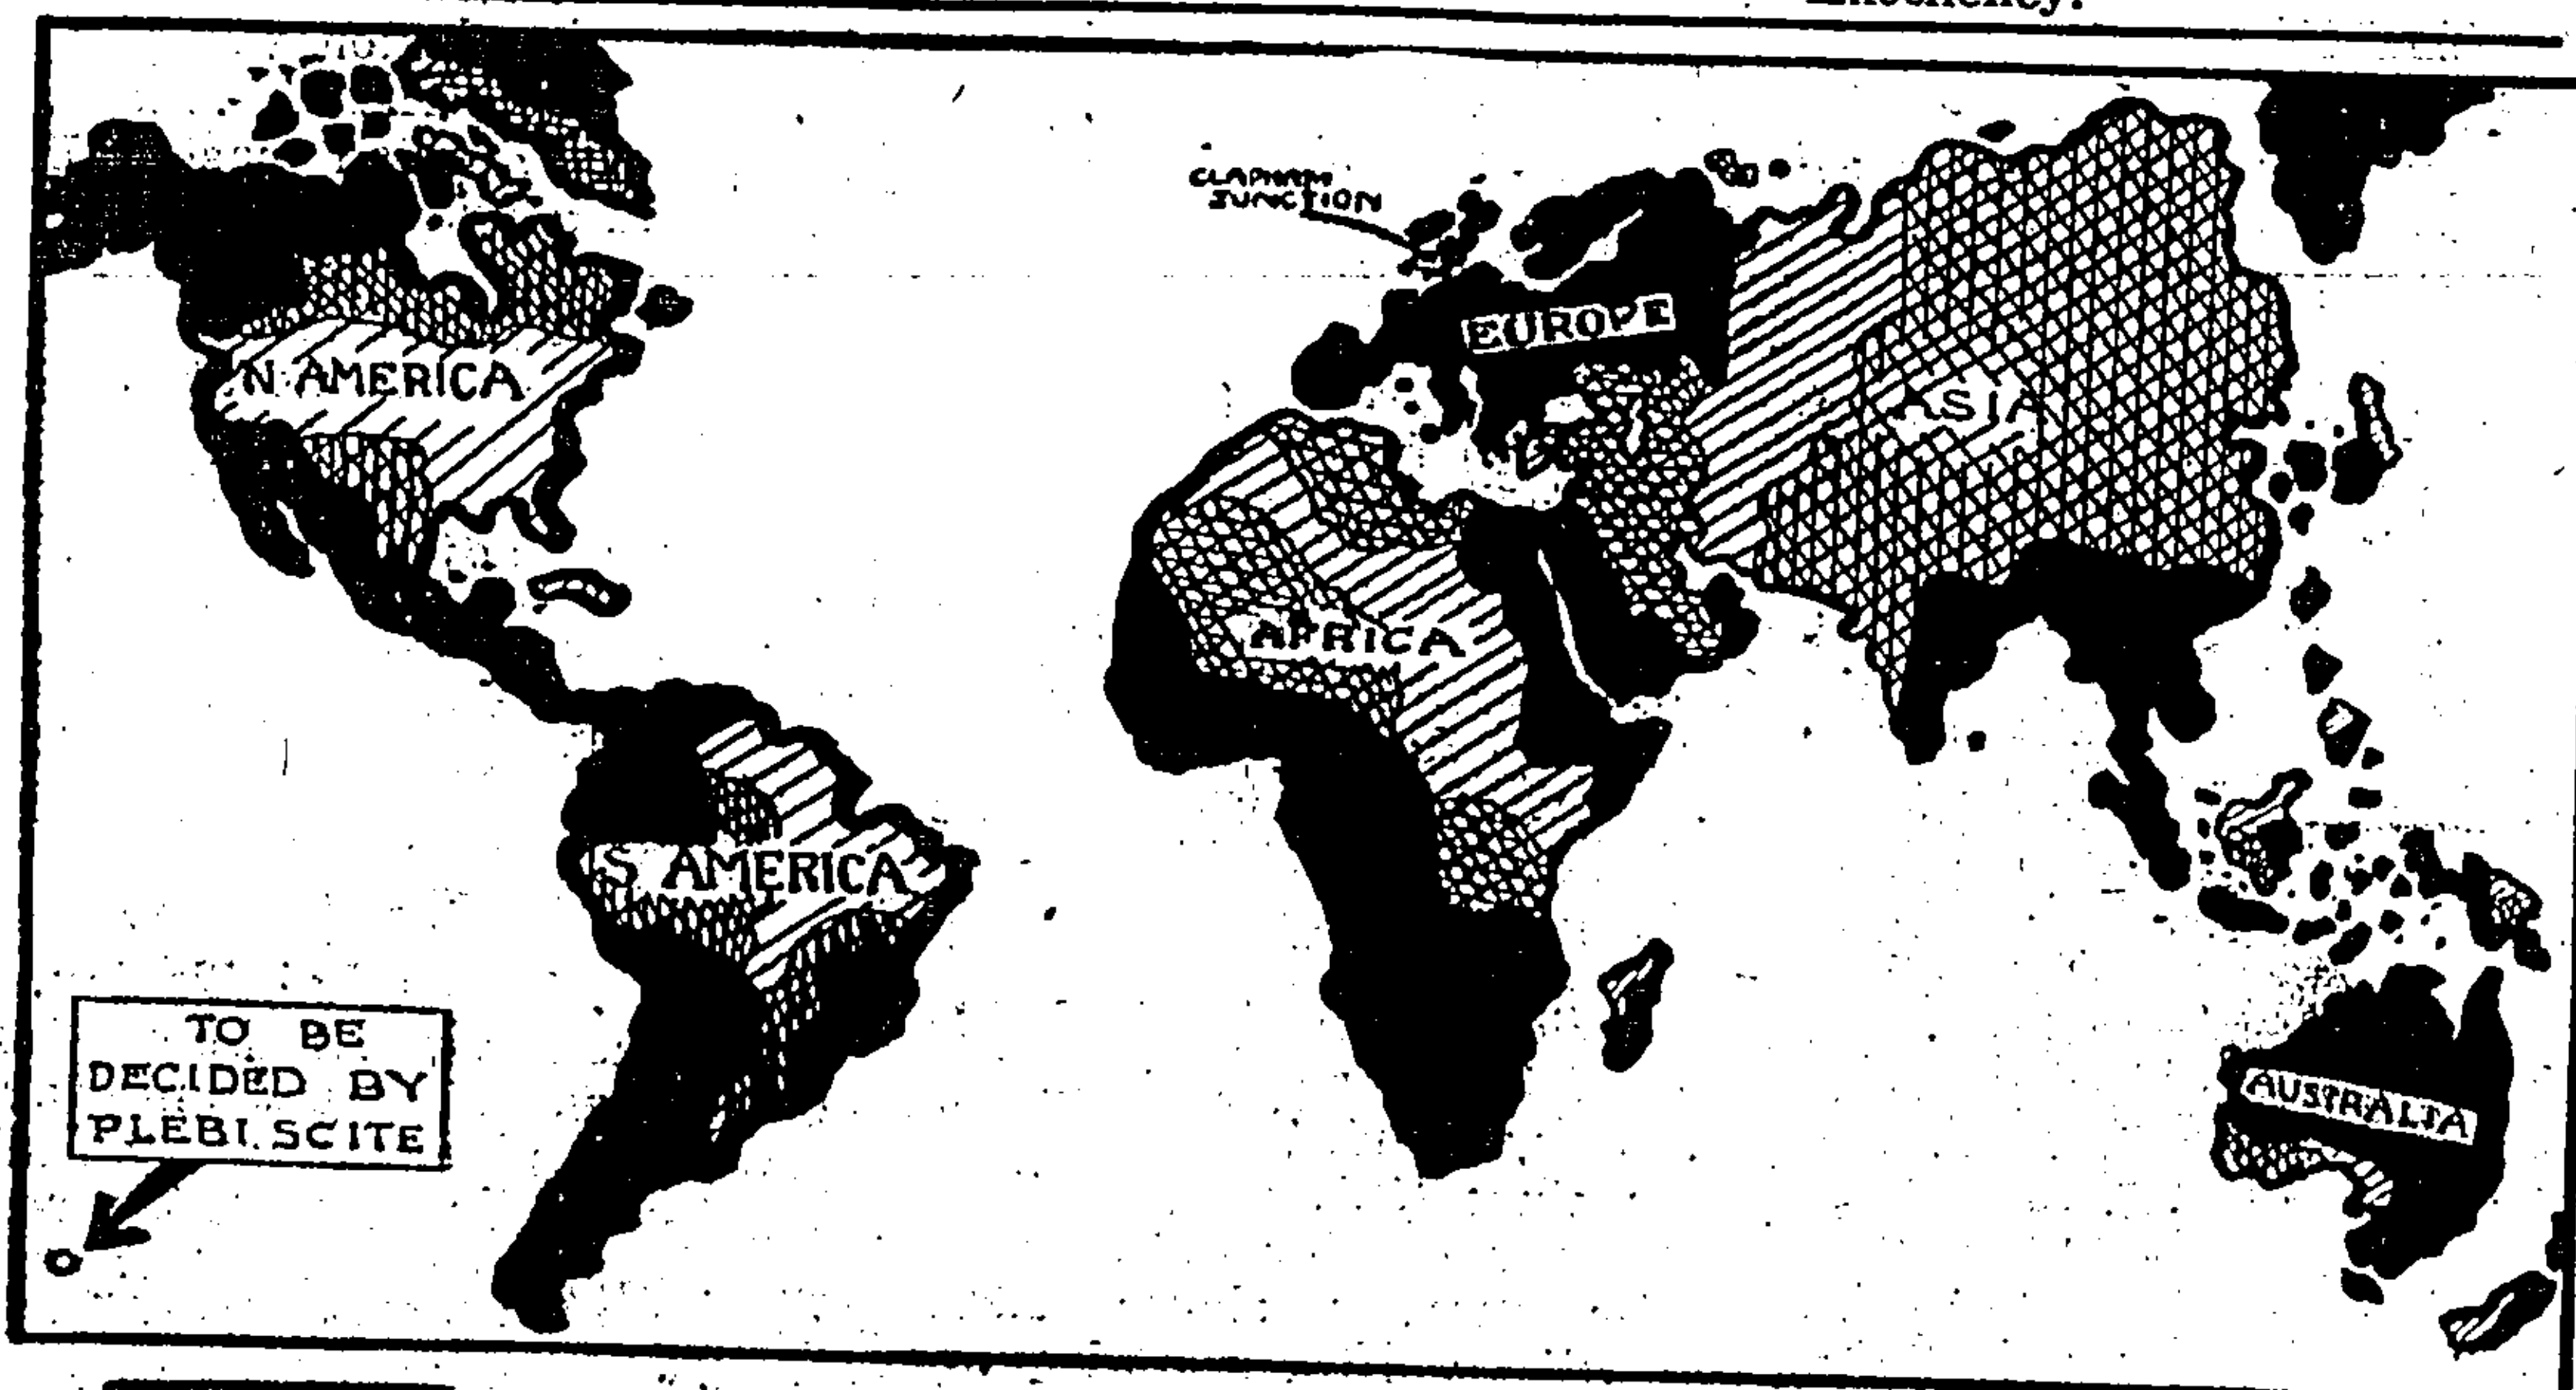 CLAPHAM
JUNCTION
EUROPE
N. AMERICA
ASIA
AFRICA
S AMERICA
TO BE
DECIDED BY
PLEBISCITE
AUSTRALIA